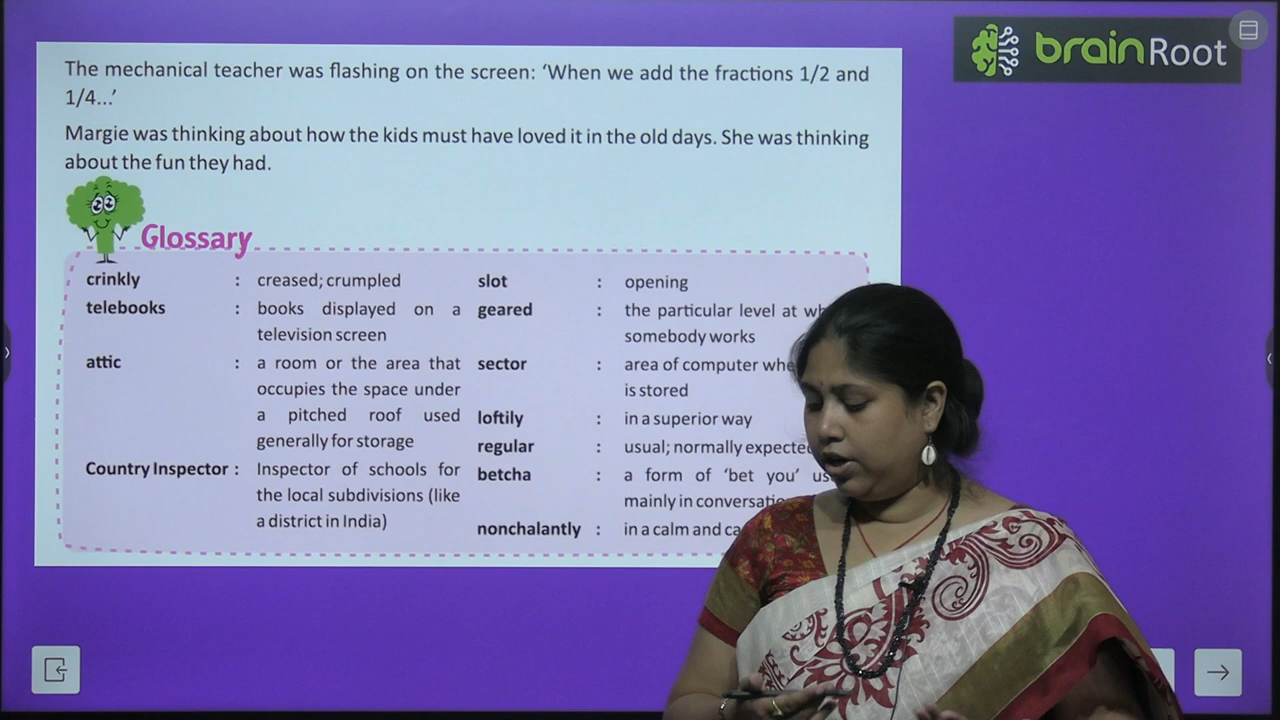 brainRoot
The mechanical teacher was flashing on the screen: ‘When we add the fractions 1/2 and
1/4...’
Margie was thinking about how the kids must have loved it in the old days. She was thinking
about the fun they had.
Glossary
crinkly : creased; crumpled
telebooks : books displayed on a
television screen
attic : a room or the area that
occupies the space under
a pitched roof used
generally for storage
Country Inspector : Inspector of schools for
the local subdivisions (like
a district in India)
slot : opening
geared : the particular level at
somebody works
sector : area of computer
is stored
loftily : in a superior way
regular : usual; normally
betcha : a form of ‘bet you’
mainly in
nonchalantly : in a calm and